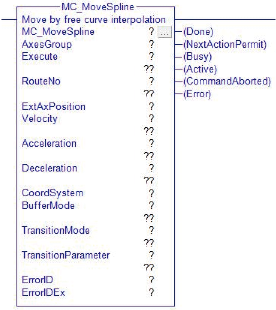 MC_MoveSpline
Move by free curve interpolation
MC_MoveSpline ? ... (Done)
AxesGroup ? (NextActionPermit)
Execute ? (Busy)
?? (Active)
RouteNo ? (CommandAborted)
?? (Error)
ExtAxPosition ?
Velocity ?
??
Acceleration ?
??
Deceleration ?
??
CoordSystem ?
BufferMode ?
??
TransitionMode ?
??
TransitionParameter ?
??
ErrorID ?
ErrorIDEx ?